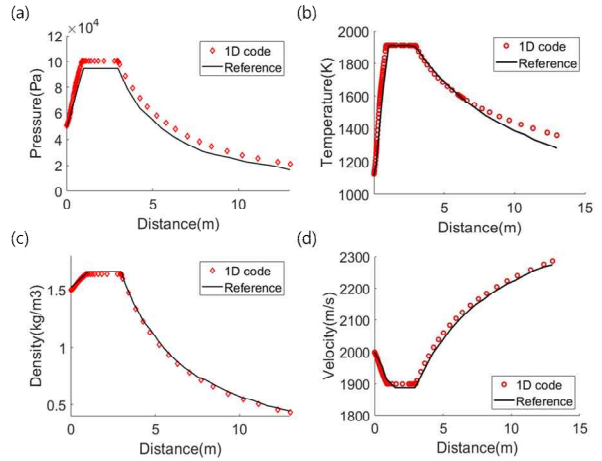 (a)
× 10⁴
12
10
8
6
4
2
0
Pressure(Pa)
0 5 10
Distance(m)
1D code
Reference
(b)
2000
1800
1600
1400
1200
1000
Temperature(K)
0 5 10 15
Distance(m)
1D code
Reference
(c)
1.5
1
0.5
Density(kg/m3)
0 5 10
Distance(m)
1D code
Reference
(d)
2300
2200
2100
2000
1900
1800
Velocity(m/s)
0 5 10 15
Distance(m)
1D code
Reference